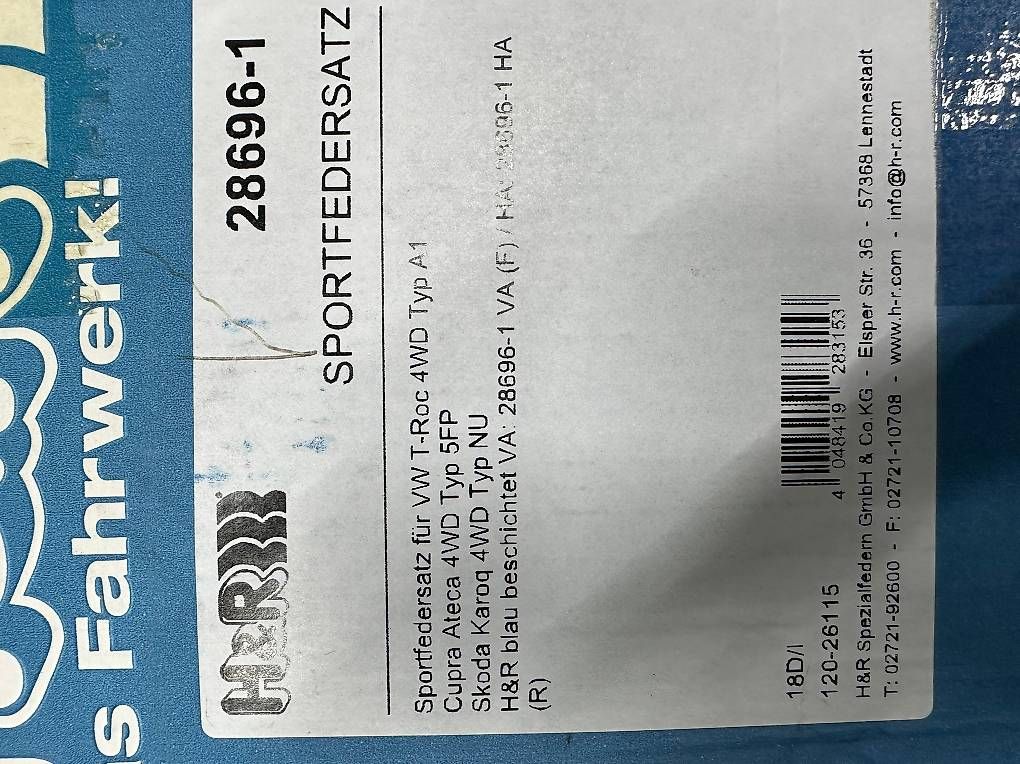 s Fahrwerk!
H&R
28696-1
SPORTFEDERSATZ
Sportfedersatz für VW T-Roc 4WD Typ A1
Cupra Ateca 4WD Typ 5FP
Skoda Karoq 4WD Typ NU
H&R blau beschichtet VA: 28696-1 VA (F) / HA: 28696-1 HA
(R)
18D/I
120-26115
4 048419 283153
H&R Spezialfedern GmbH & Co.KG - Elsper Str. 36 - 57368 Lennestadt
T: 02721-92600 - F: 02721-10708 - www.h-r.com - info@h-r.com